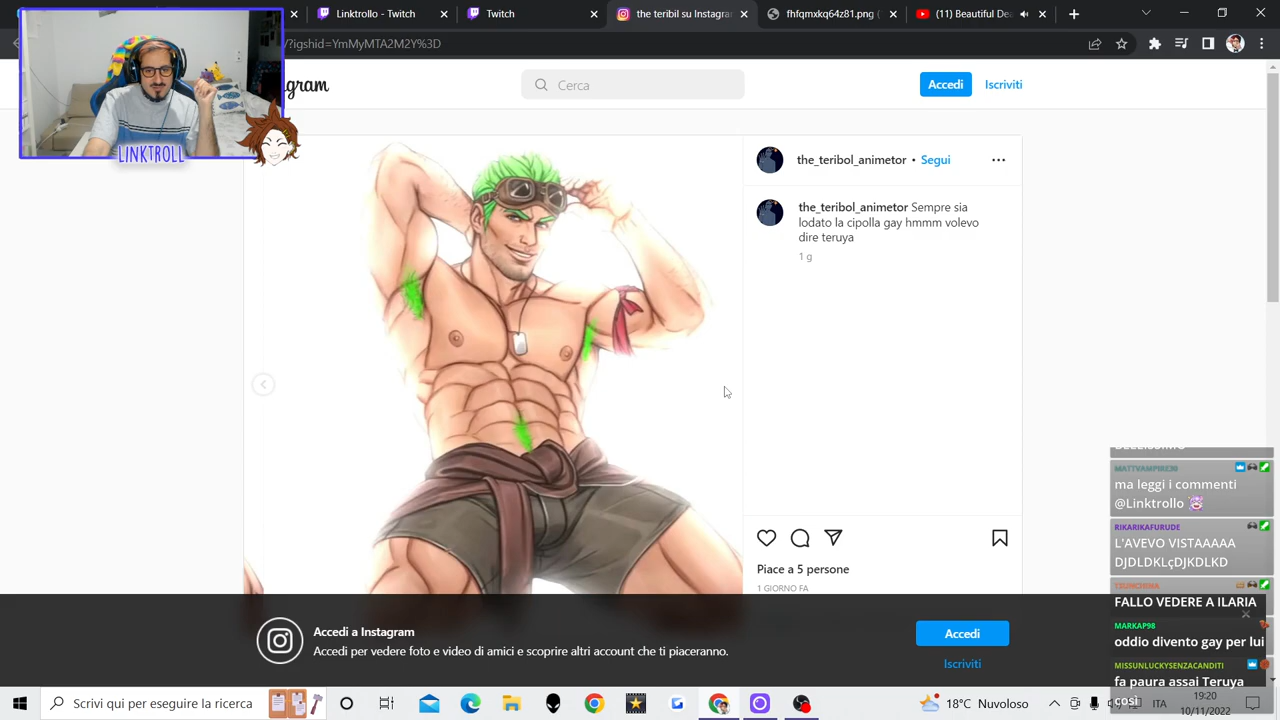 Linktrollo - Twitch
Twitch
the teribil su Instagra
fhfqmxkq64z81.png (
(11) Beautiful De
/?igshid=YmMyMTA2M2Y%3D
gram
Cerca
Accedi
Iscriviti
LINKTROLL
the_teribol_animetor • Segui
the_teribol_animetor Sempre sia
lodato la cipolla gay hmmm volevo
dire teruya
1 g
Piace a 5 persone
1 GIORNO FA
Accedi a Instagram
Accedi per vedere foto e video di amici e scoprire altri account che ti piaceranno.
Accedi
Iscriviti
MATTVAMPIRE30
ma leggi i commenti
@Linktrollo
RIKARIKAFURUDE
L'AVEVO VISTAAAAA
DJDLDKLçDJKDLKD
FALLO VEDERE A ILARIA
MARKAP98
oddio divento gay per lui
MISSUNLUCKYSENZACANDITI
fa paura assai Teruya
così
Scrivi qui per eseguire la ricerca
18°C Nuvoloso
ITA
19:20
10/11/2022